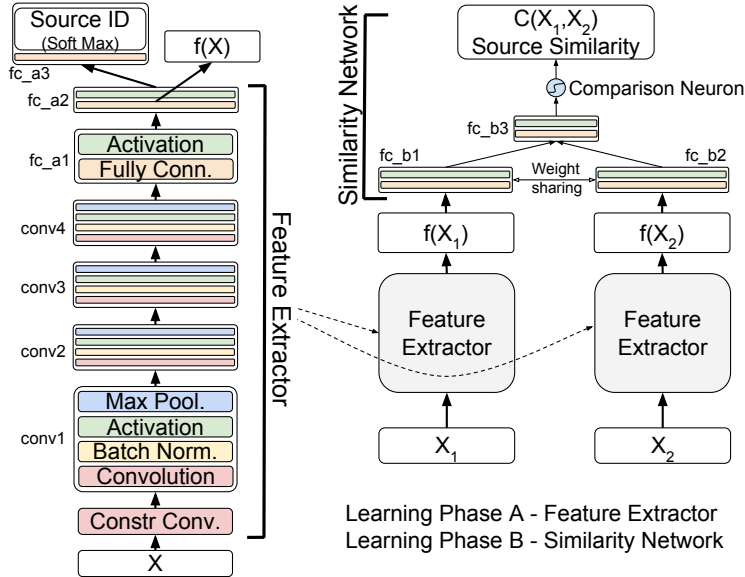 Source ID
(Soft Max)
f(X)
fc_a3
fc_a2
Activation
Fully Conn.
fc_a1
conv4
conv3
conv2
Max Pool.
Activation
Batch Norm.
Convolution
conv1
Constr Conv.
X
Feature Extractor
Similarity Network
C(X₁,X₂)
Source Similarity
Comparison Neuron
fc_b3
fc_b1
fc_b2
Weight
sharing
f(X₁)
f(X₂)
Feature
Extractor
Feature
Extractor
X₁
X₂
Learning Phase A - Feature Extractor
Learning Phase B - Similarity Network